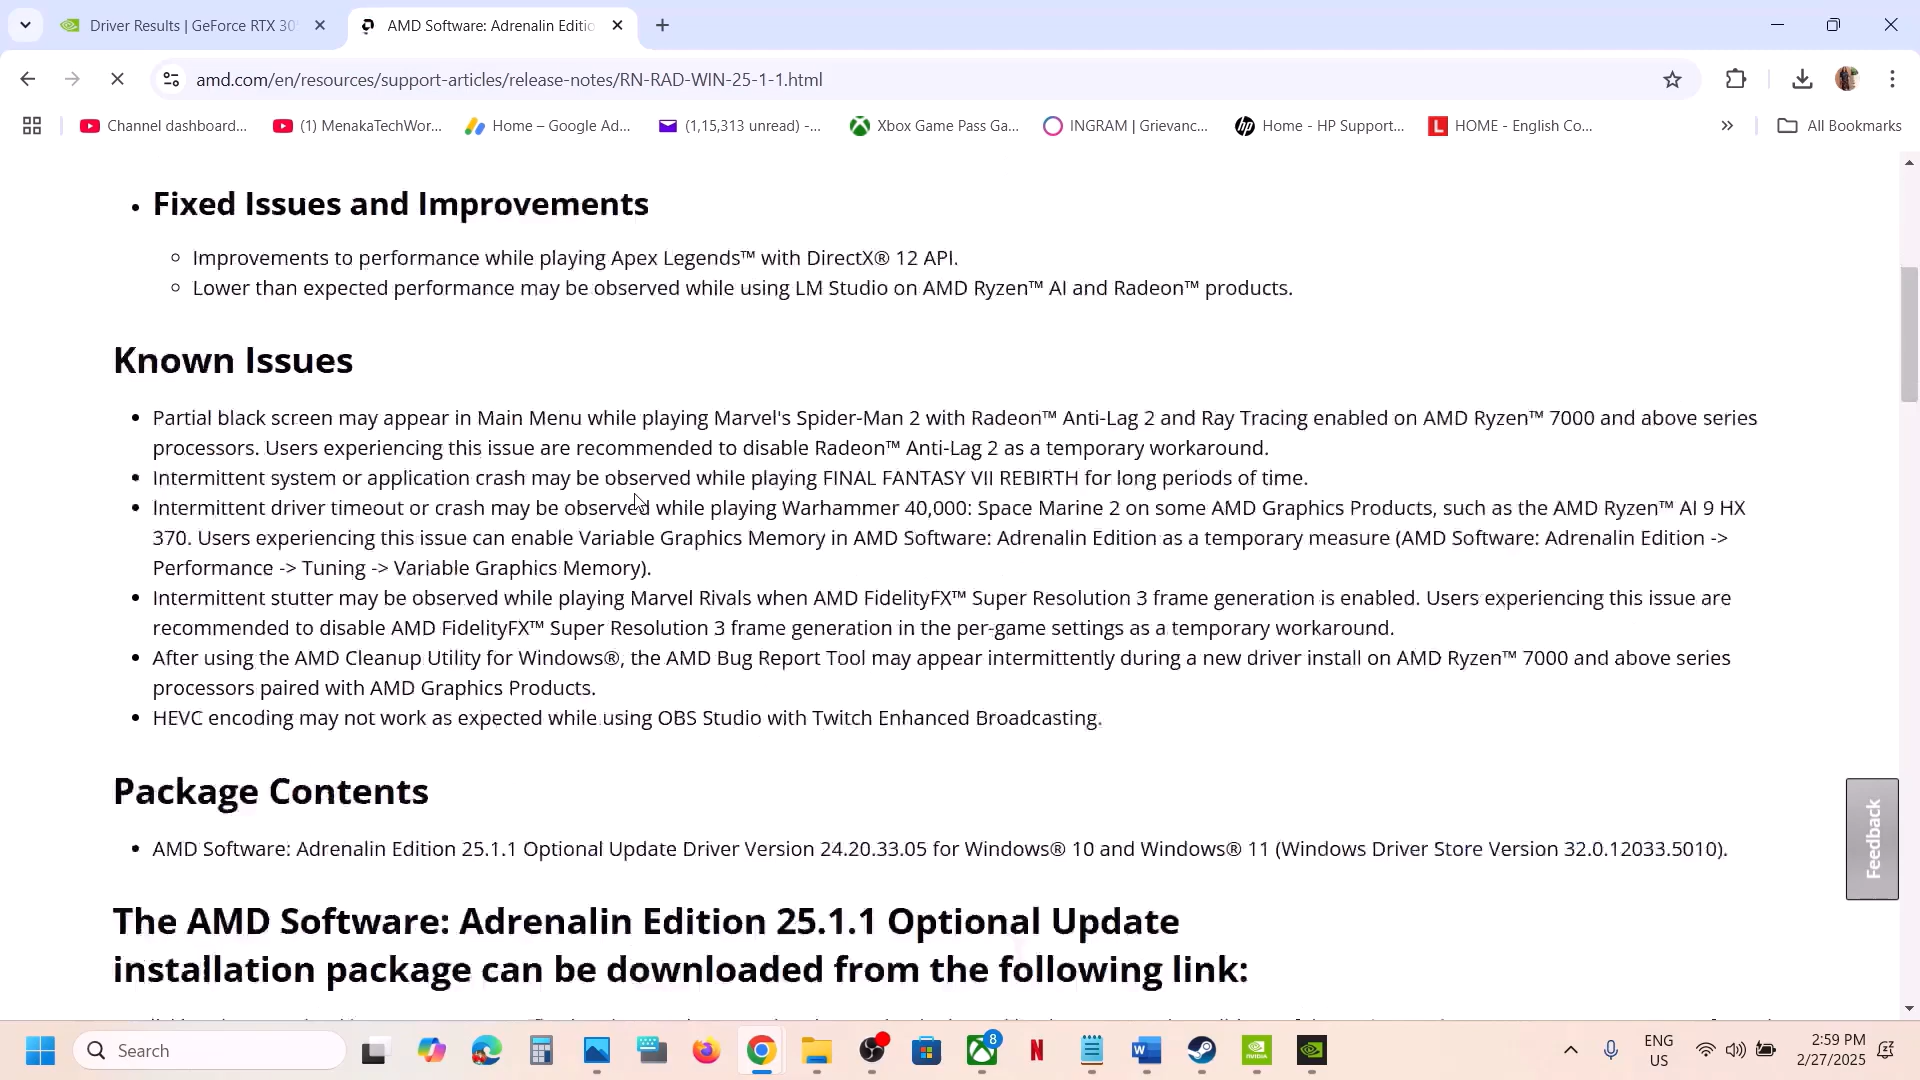 Driver Results | GeForce RTX 30
AMD Software: Adrenalin Editio
amd.com/en/resources/support-articles/release-notes/RN-RAD-WIN-25-1-1.html
Channel dashboard...
(1) MenakaTechWor...
Home – Google Ad...
(1,15,313 unread) -...
Xbox Game Pass Ga...
INGRAM | Grievanc...
Home - HP Support...
HOME - English Co...
All Bookmarks
Fixed Issues and Improvements
Improvements to performance while playing Apex Legends™ with DirectX® 12 API.
Lower than expected performance may be observed while using LM Studio on AMD Ryzen™ AI and Radeon™ products.
Known Issues
Partial black screen may appear in Main Menu while playing Marvel's Spider-Man 2 with Radeon™ Anti-Lag 2 and Ray Tracing enabled on AMD Ryzen™ 7000 and above series
processors. Users experiencing this issue are recommended to disable Radeon™ Anti-Lag 2 as a temporary workaround.
Intermittent system or application crash may be observed while playing FINAL FANTASY VII REBIRTH for long periods of time.
Intermittent driver timeout or crash may be observed while playing Warhammer 40,000: Space Marine 2 on some AMD Graphics Products, such as the AMD Ryzen™ AI 9 HX
370. Users experiencing this issue can enable Variable Graphics Memory in AMD Software: Adrenalin Edition as a temporary measure (AMD Software: Adrenalin Edition ->
Performance -> Tuning -> Variable Graphics Memory).
Intermittent stutter may be observed while playing Marvel Rivals when AMD FidelityFX™ Super Resolution 3 frame generation is enabled. Users experiencing this issue are
recommended to disable AMD FidelityFX™ Super Resolution 3 frame generation in the per-game settings as a temporary workaround.
After using the AMD Cleanup Utility for Windows®, the AMD Bug Report Tool may appear intermittently during a new driver install on AMD Ryzen™ 7000 and above series
processors paired with AMD Graphics Products.
HEVC encoding may not work as expected while using OBS Studio with Twitch Enhanced Broadcasting.
Package Contents
Feedback
AMD Software: Adrenalin Edition 25.1.1 Optional Update Driver Version 24.20.33.05 for Windows® 10 and Windows® 11 (Windows Driver Store Version 32.0.12033.5010).
The AMD Software: Adrenalin Edition 25.1.1 Optional Update
installation package can be downloaded from the following link:
Search
8
ENG
US
2:59 PM
2/27/2025